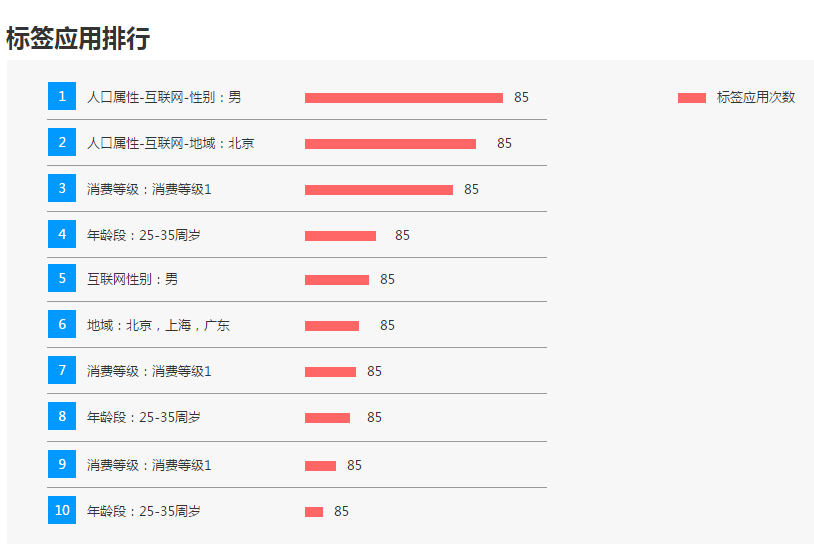 标签应用排行
1 人口属性-互联网-性别：男 85 标签应用次数
2 人口属性-互联网-地域：北京 85
3 消费等级：消费等级1 85
4 年龄段：25-35周岁 85
5 互联网性别：男 85
6 地域：北京，上海，广东 85
7 消费等级：消费等级1 85
8 年龄段：25-35周岁 85
9 消费等级：消费等级1 85
10 年龄段：25-35周岁 85